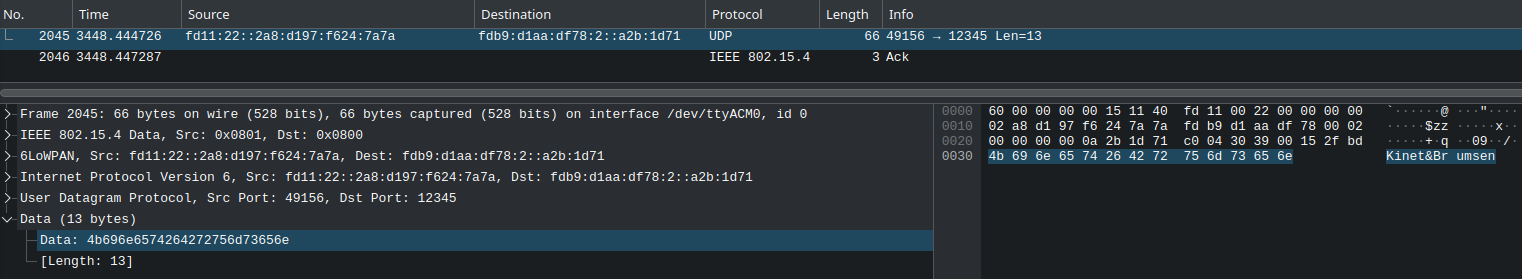 No. Time Source Destination Protocol Length Info
2045 3448.444726 fd11:22::2a8:d197:f624:7a7a fdb9:d1aa:df78:2::a2b:1d71 UDP 66 49156 → 12345 Len=13
2046 3448.447287 IEEE 802.15.4 3 Ack
Frame 2045: 66 bytes on wire (528 bits), 66 bytes captured (528 bits) on interface /dev/ttyACM0, id 0
IEEE 802.15.4 Data, Src: 0x0801, Dst: 0x0800
6LoWPAN, Src: fd11:22::2a8:d197:f624:7a7a, Dest: fdb9:d1aa:df78:2::a2b:1d71
Internet Protocol Version 6, Src: fd11:22::2a8:d197:f624:7a7a, Dst: fdb9:d1aa:df78:2::a2b:1d71
User Datagram Protocol, Src Port: 49156, Dst Port: 12345
Data (13 bytes)
Data: 4b696e6574264272756d73656e
[Length: 13]
0000 60 00 00 00 00 15 11 40 fd 11 00 22 00 00 00 00 `······@ ···"····
0010 02 a8 d1 97 f6 24 7a 7a fd b9 d1 aa df 78 00 02 ·····$zz ·····x··
0020 00 00 00 00 0a 2b 1d 71 c0 04 30 39 00 15 2f bd ·····+·q ··09··/·
0030 4b 69 6e 65 74 26 42 72 75 6d 73 65 6e Kinet&Br umsen